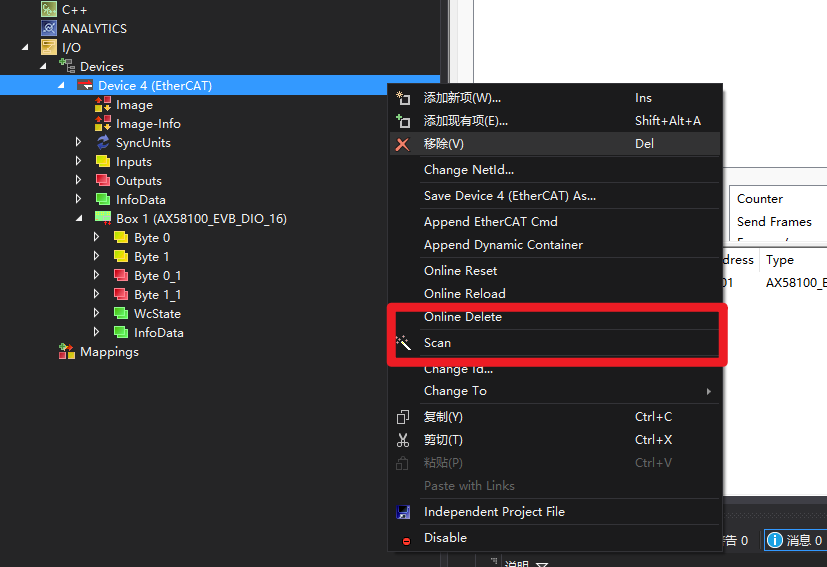 C++
ANALYTICS
I/O
Devices
Device 4 (EtherCAT)
Image
Image-Info
SyncUnits
Inputs
Outputs
InfoData
Box 1 (AX58100_EVB_DIO_16)
Byte 0
Byte 1
Byte 0_1
Byte 1_1
WcState
InfoData
Mappings
添加新项(W)... Ins
添加现有项(E)... Shift+Alt+A
移除(V) Del
Change NetId...
Save Device 4 (EtherCAT) As...
Append EtherCAT Cmd
Append Dynamic Container
Online Reset
Online Reload
Online Delete
Scan
Change Id...
Change To
复制(Y) Ctrl+C
剪切(T) Ctrl+X
粘贴(P) Ctrl+V
Paste with Links
Independent Project File
Disable
Counter
Send Frames
dress Type
01 AX58100_E
告 0 消息 0
说明